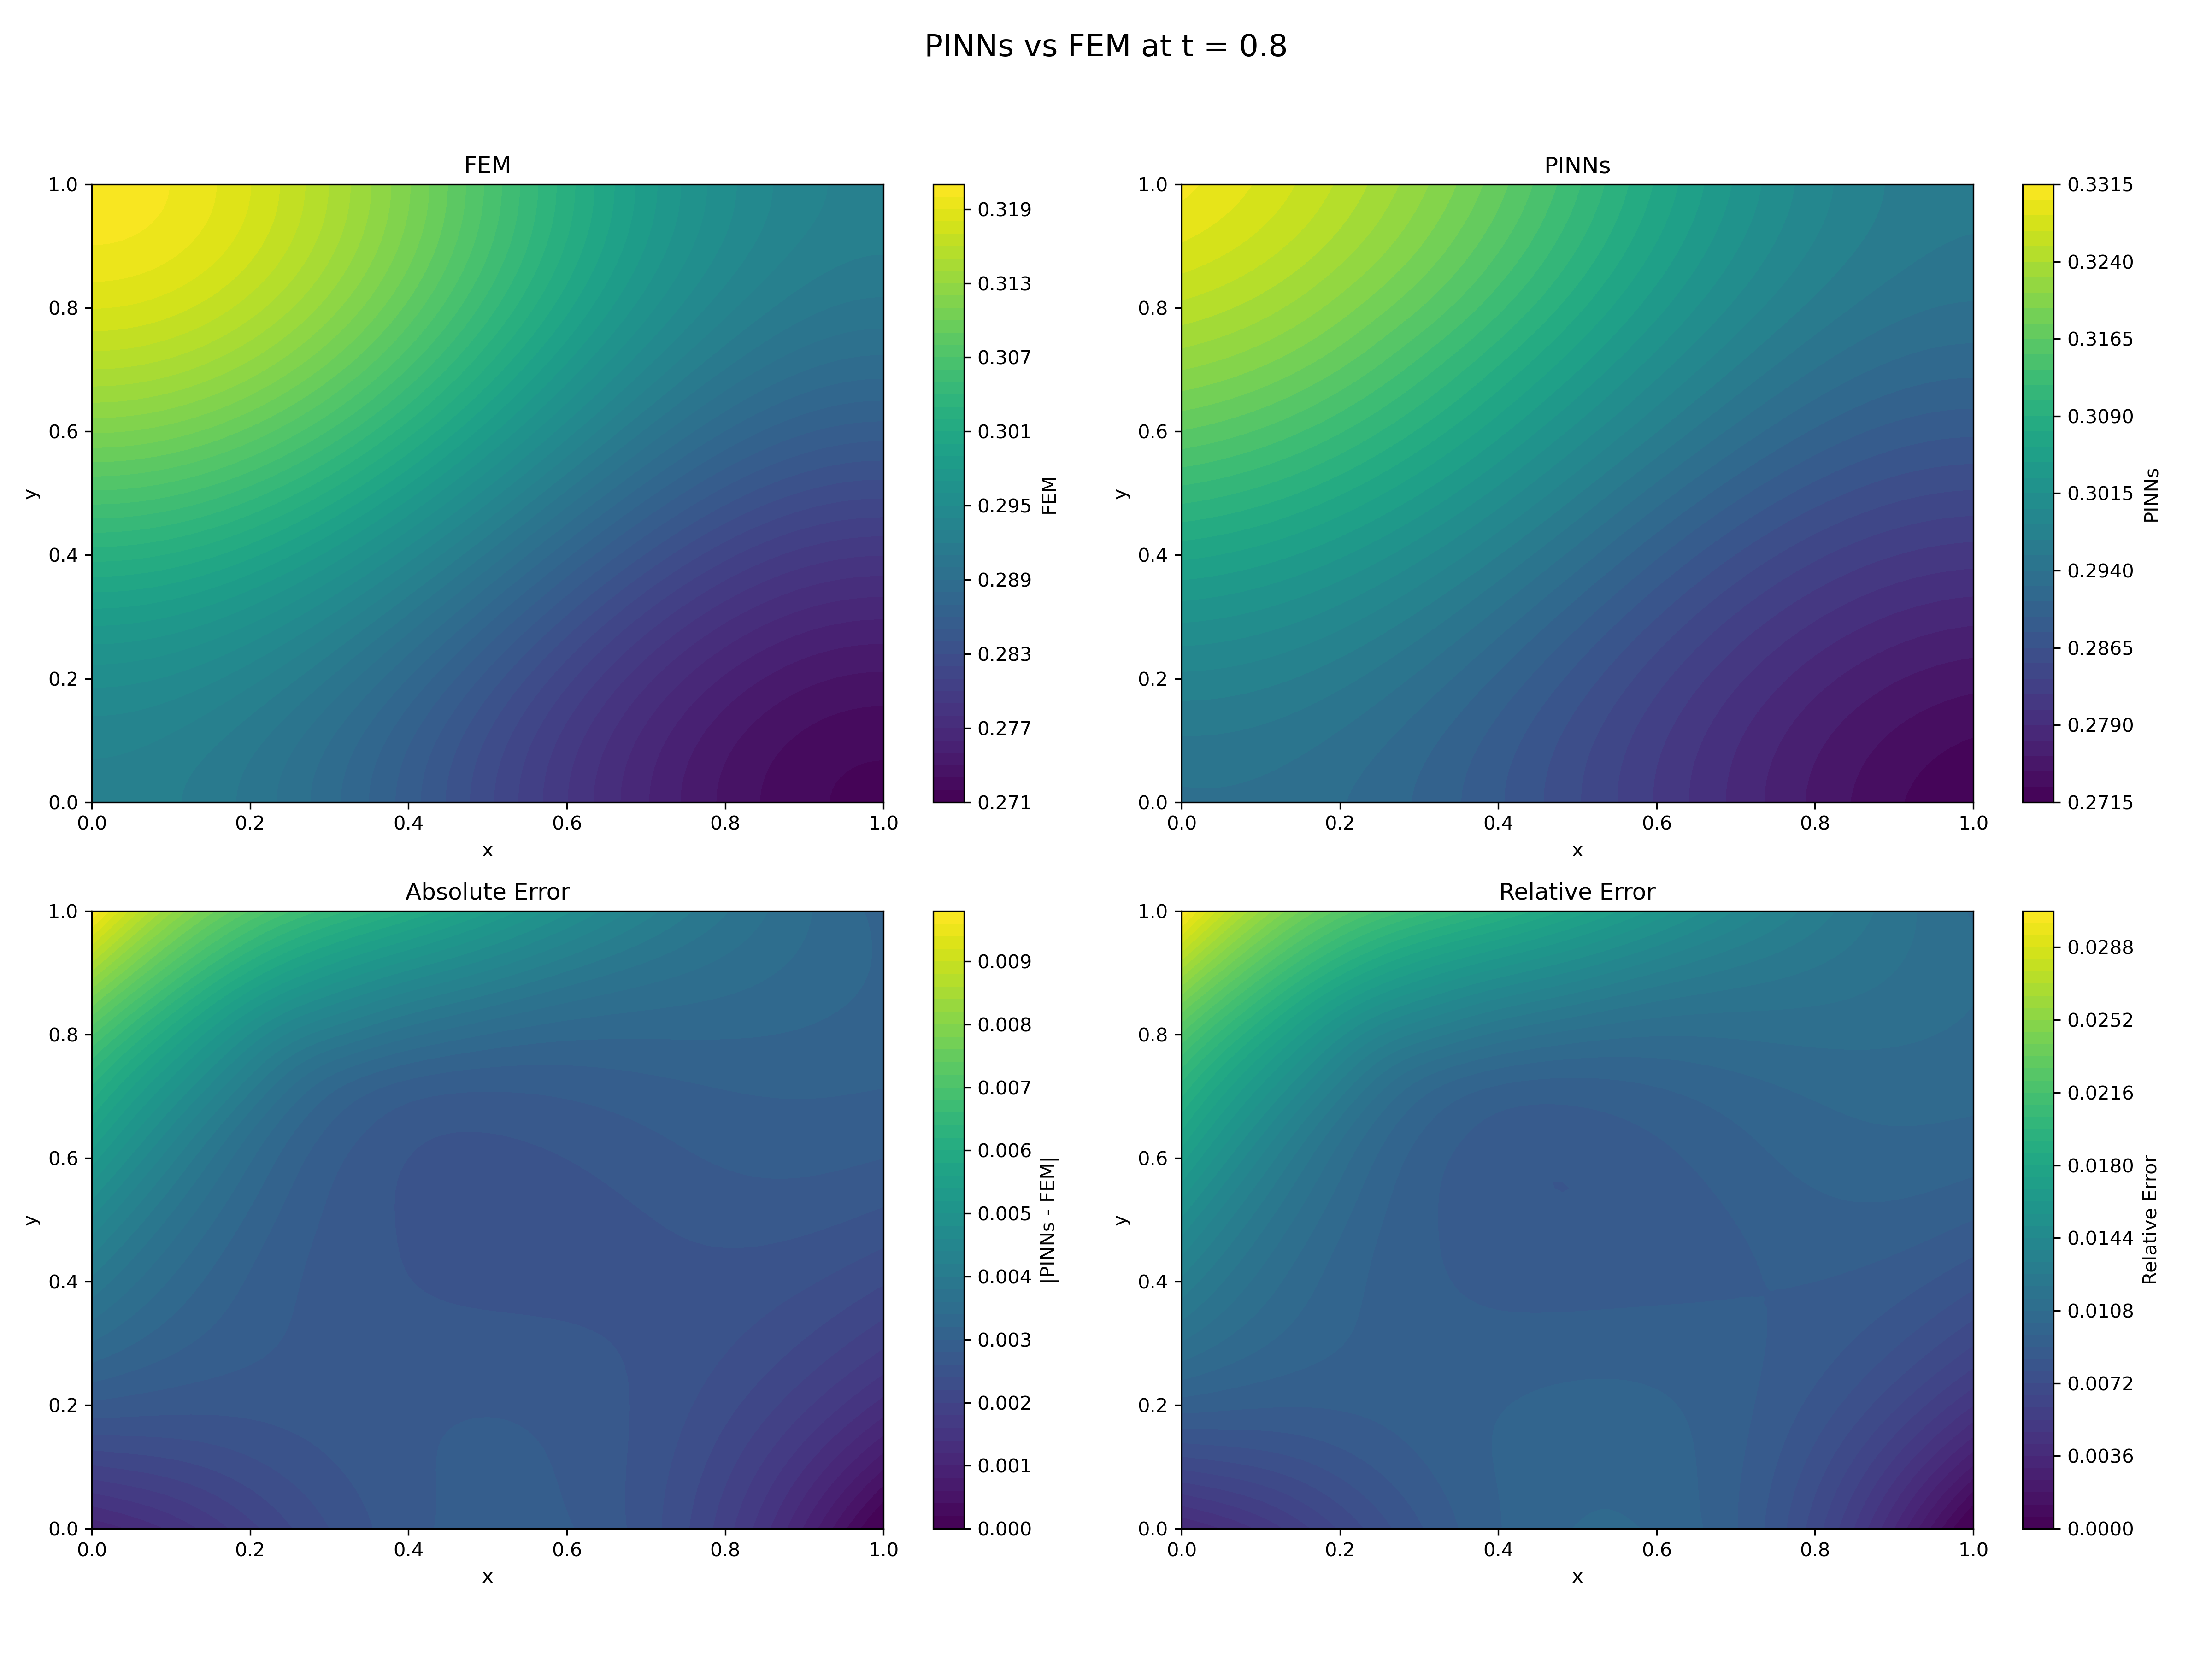 PINNs vs FEM at t = 0.8
FEM
1.0
0.8
0.6
0.4
0.2
0.0
y
0.0 0.2 0.4 0.6 0.8 1.0
x
0.319
0.313
0.307
0.301
0.295
0.289
0.283
0.277
0.271
FEM
PINNs
1.0
0.8
0.6
0.4
0.2
0.0
y
0.0 0.2 0.4 0.6 0.8 1.0
x
0.3315
0.3240
0.3165
0.3090
0.3015
0.2940
0.2865
0.2790
0.2715
PINNs
Absolute Error
1.0
0.8
0.6
0.4
0.2
0.0
y
0.0 0.2 0.4 0.6 0.8 1.0
x
0.009
0.008
0.007
0.006
0.005
0.004
0.003
0.002
0.001
0.000
|PINNs - FEM|
Relative Error
1.0
0.8
0.6
0.4
0.2
0.0
y
0.0 0.2 0.4 0.6 0.8 1.0
x
0.0288
0.0252
0.0216
0.0180
0.0144
0.0108
0.0072
0.0036
0.0000
Relative Error